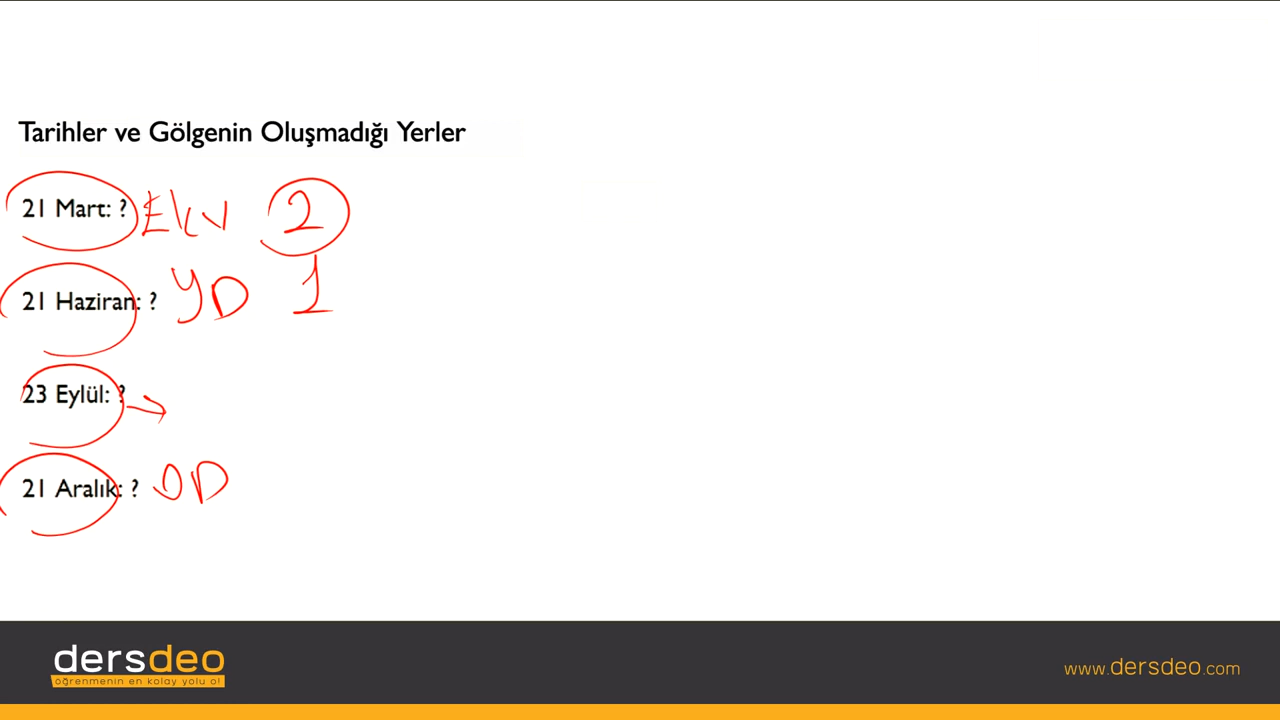 Tarihler ve Gölgenin Oluşmadığı Yerler
21 Mart: ? Ekv 2
21 Haziran: ? YD 1
23 Eylül: ?
21 Aralık: ? OD
dersdeo
öğrenmenin en kolay yolu o!
www.dersdeo.com